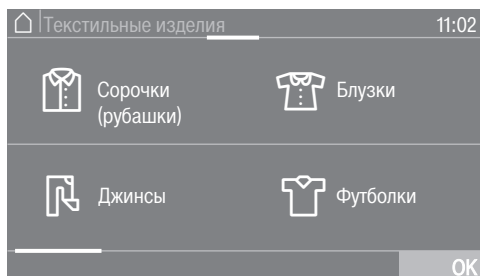 Текстильные изделия 11:02
Сорочки
(рубашки)
Блузки
Джинсы
Футболки
OK